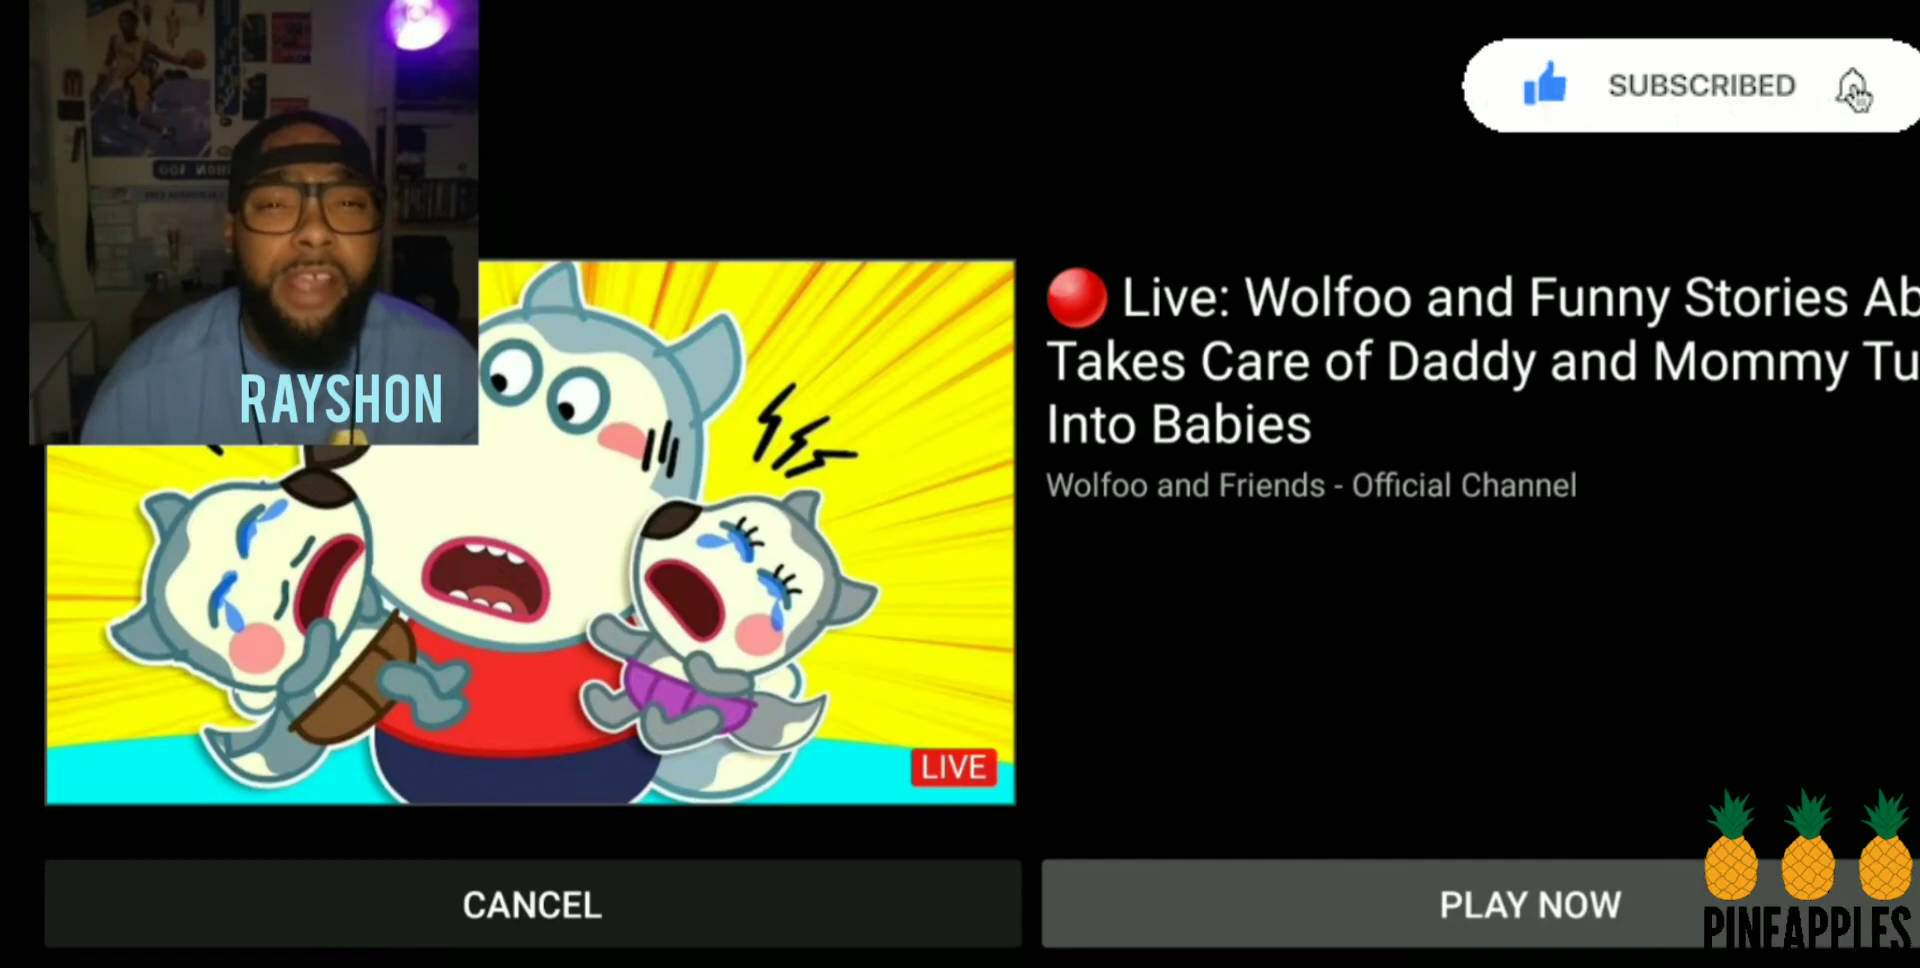 SUBSCRIBED
RAYSHON
Live: Wolfoo and Funny Stories Ab
Takes Care of Daddy and Mommy Tu
Into Babies
Wolfoo and Friends - Official Channel
LIVE
CANCEL
PLAY NOW
PINEAPPLES